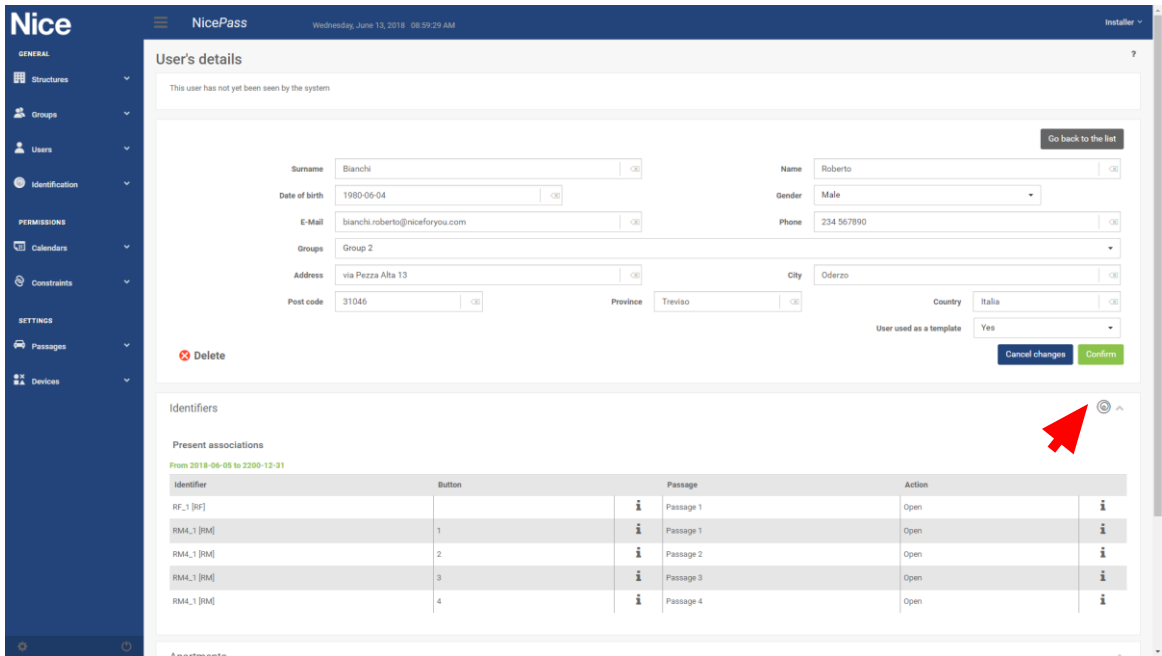 Nice
NicePass
Wednesday, June 13, 2018 08:59:29 AM
Installer
GENERAL
Structures
Groups
Users
Identification
PERMISSIONS
Calendars
Constraints
SETTINGS
Passages
Devices
User's details
?
This user has not yet been seen by the system
Go back to the list
Surname Bianchi Name Roberto
Date of birth 1980-06-04 Gender Male
E-Mail bianchi.roberto@niceforyou.com Phone 234 567890
Groups Group 2
Address via Pezza Alta 13 City Oderzo
Post code 31046 Province Treviso Country Italia
User used as a template Yes
Delete Cancel changes Confirm
Identifiers
Present associations
From 2018-06-05 to 2200-12-31
Identifier Button Passage Action
RF_1 [RF] i Passage 1 Open i
RM4_1 [RM] 1 i Passage 1 Open i
RM4_1 [RM] 2 i Passage 2 Open i
RM4_1 [RM] 3 i Passage 3 Open i
RM4_1 [RM] 4 i Passage 4 Open i
Apartments